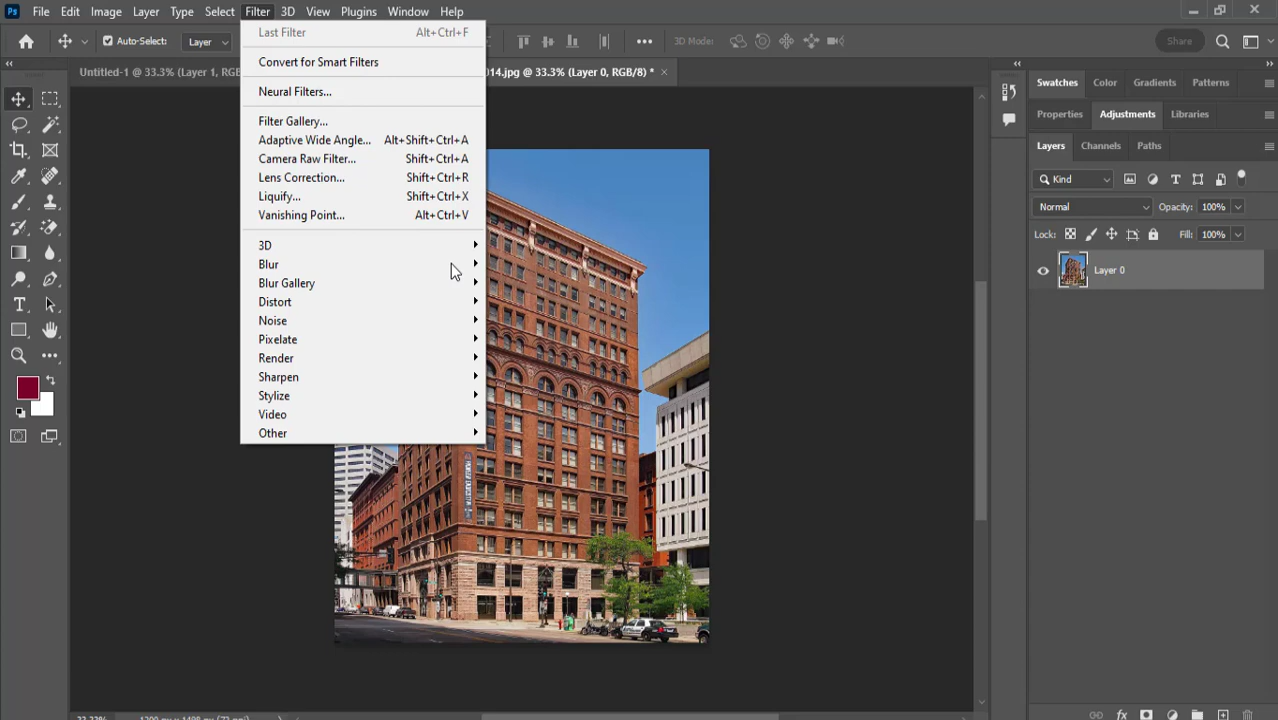 Ps File Edit Image Layer Type Select Filter 3D View Plugins Window Help
Auto-Select: Layer 3D Mode: Share
Untitled-1 @ 33.3% (Layer 1, RGB 014.jpg @ 33.3% (Layer 0, RGB/8) *
Last Filter Alt+Ctrl+F
Convert for Smart Filters
Neural Filters...
Filter Gallery...
Adaptive Wide Angle... Alt+Shift+Ctrl+A
Camera Raw Filter... Shift+Ctrl+A
Lens Correction... Shift+Ctrl+R
Liquify... Shift+Ctrl+X
Vanishing Point... Alt+Ctrl+V
3D
Blur
Blur Gallery
Distort
Noise
Pixelate
Render
Sharpen
Stylize
Video
Other
Swatches Color Gradients Patterns
Properties Adjustments Libraries
Layers Channels Paths
Kind
Normal Opacity: 100%
Lock: Fill: 100%
Layer 0